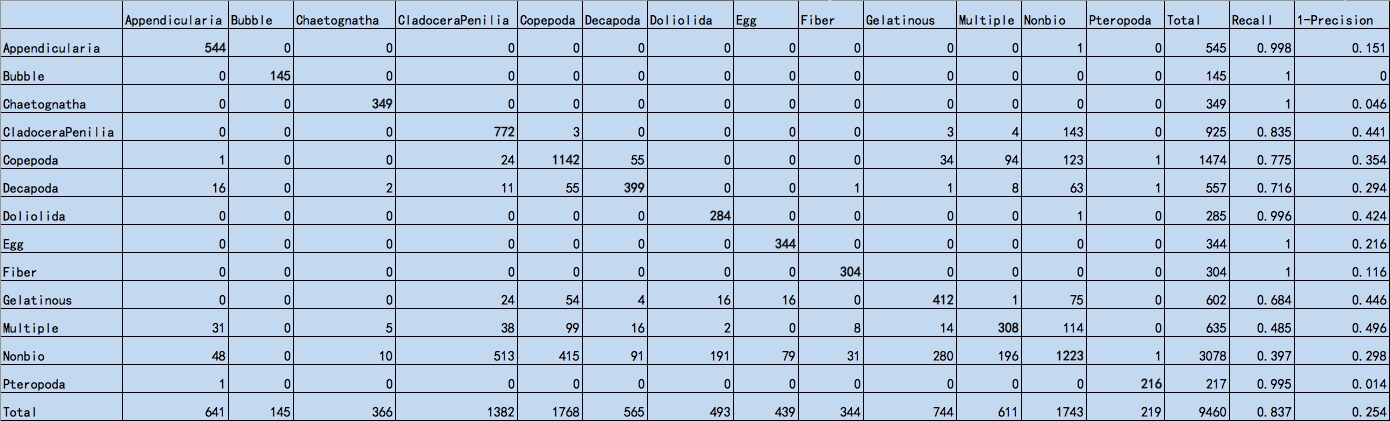 Appendicularia Bubble Chaetognatha CladoceraPenilia Copepoda Decapoda Doliolida Egg Fiber Gelatinous Multiple Nonbio Pteropoda Total Recall 1-Precision
Appendicularia 544 0 0 0 0 0 0 0 0 0 0 1 0 545 0.998 0.151
Bubble 0 145 0 0 0 0 0 0 0 0 0 0 0 145 1 0
Chaetognatha 0 0 349 0 0 0 0 0 0 0 0 0 0 349 1 0.046
CladoceraPenilia 0 0 0 772 3 0 0 0 0 3 4 143 0 925 0.835 0.441
Copepoda 1 0 0 24 1142 55 0 0 0 34 94 123 1 1474 0.775 0.354
Decapoda 16 0 2 11 55 399 0 0 1 1 8 63 1 557 0.716 0.294
Doliolida 0 0 0 0 0 0 284 0 0 0 0 1 0 285 0.996 0.424
Egg 0 0 0 0 0 0 0 344 0 0 0 0 0 344 1 0.216
Fiber 0 0 0 0 0 0 0 0 304 0 0 0 0 304 1 0.116
Gelatinous 0 0 0 24 54 4 16 16 0 412 1 75 0 602 0.684 0.446
Multiple 31 0 5 38 99 16 2 0 8 14 308 114 0 635 0.485 0.496
Nonbio 48 0 10 513 415 91 191 79 31 280 196 1223 1 3078 0.397 0.298
Pteropoda 1 0 0 0 0 0 0 0 0 0 0 0 216 217 0.995 0.014
Total 641 145 366 1382 1768 565 493 439 344 744 611 1743 219 9460 0.837 0.254